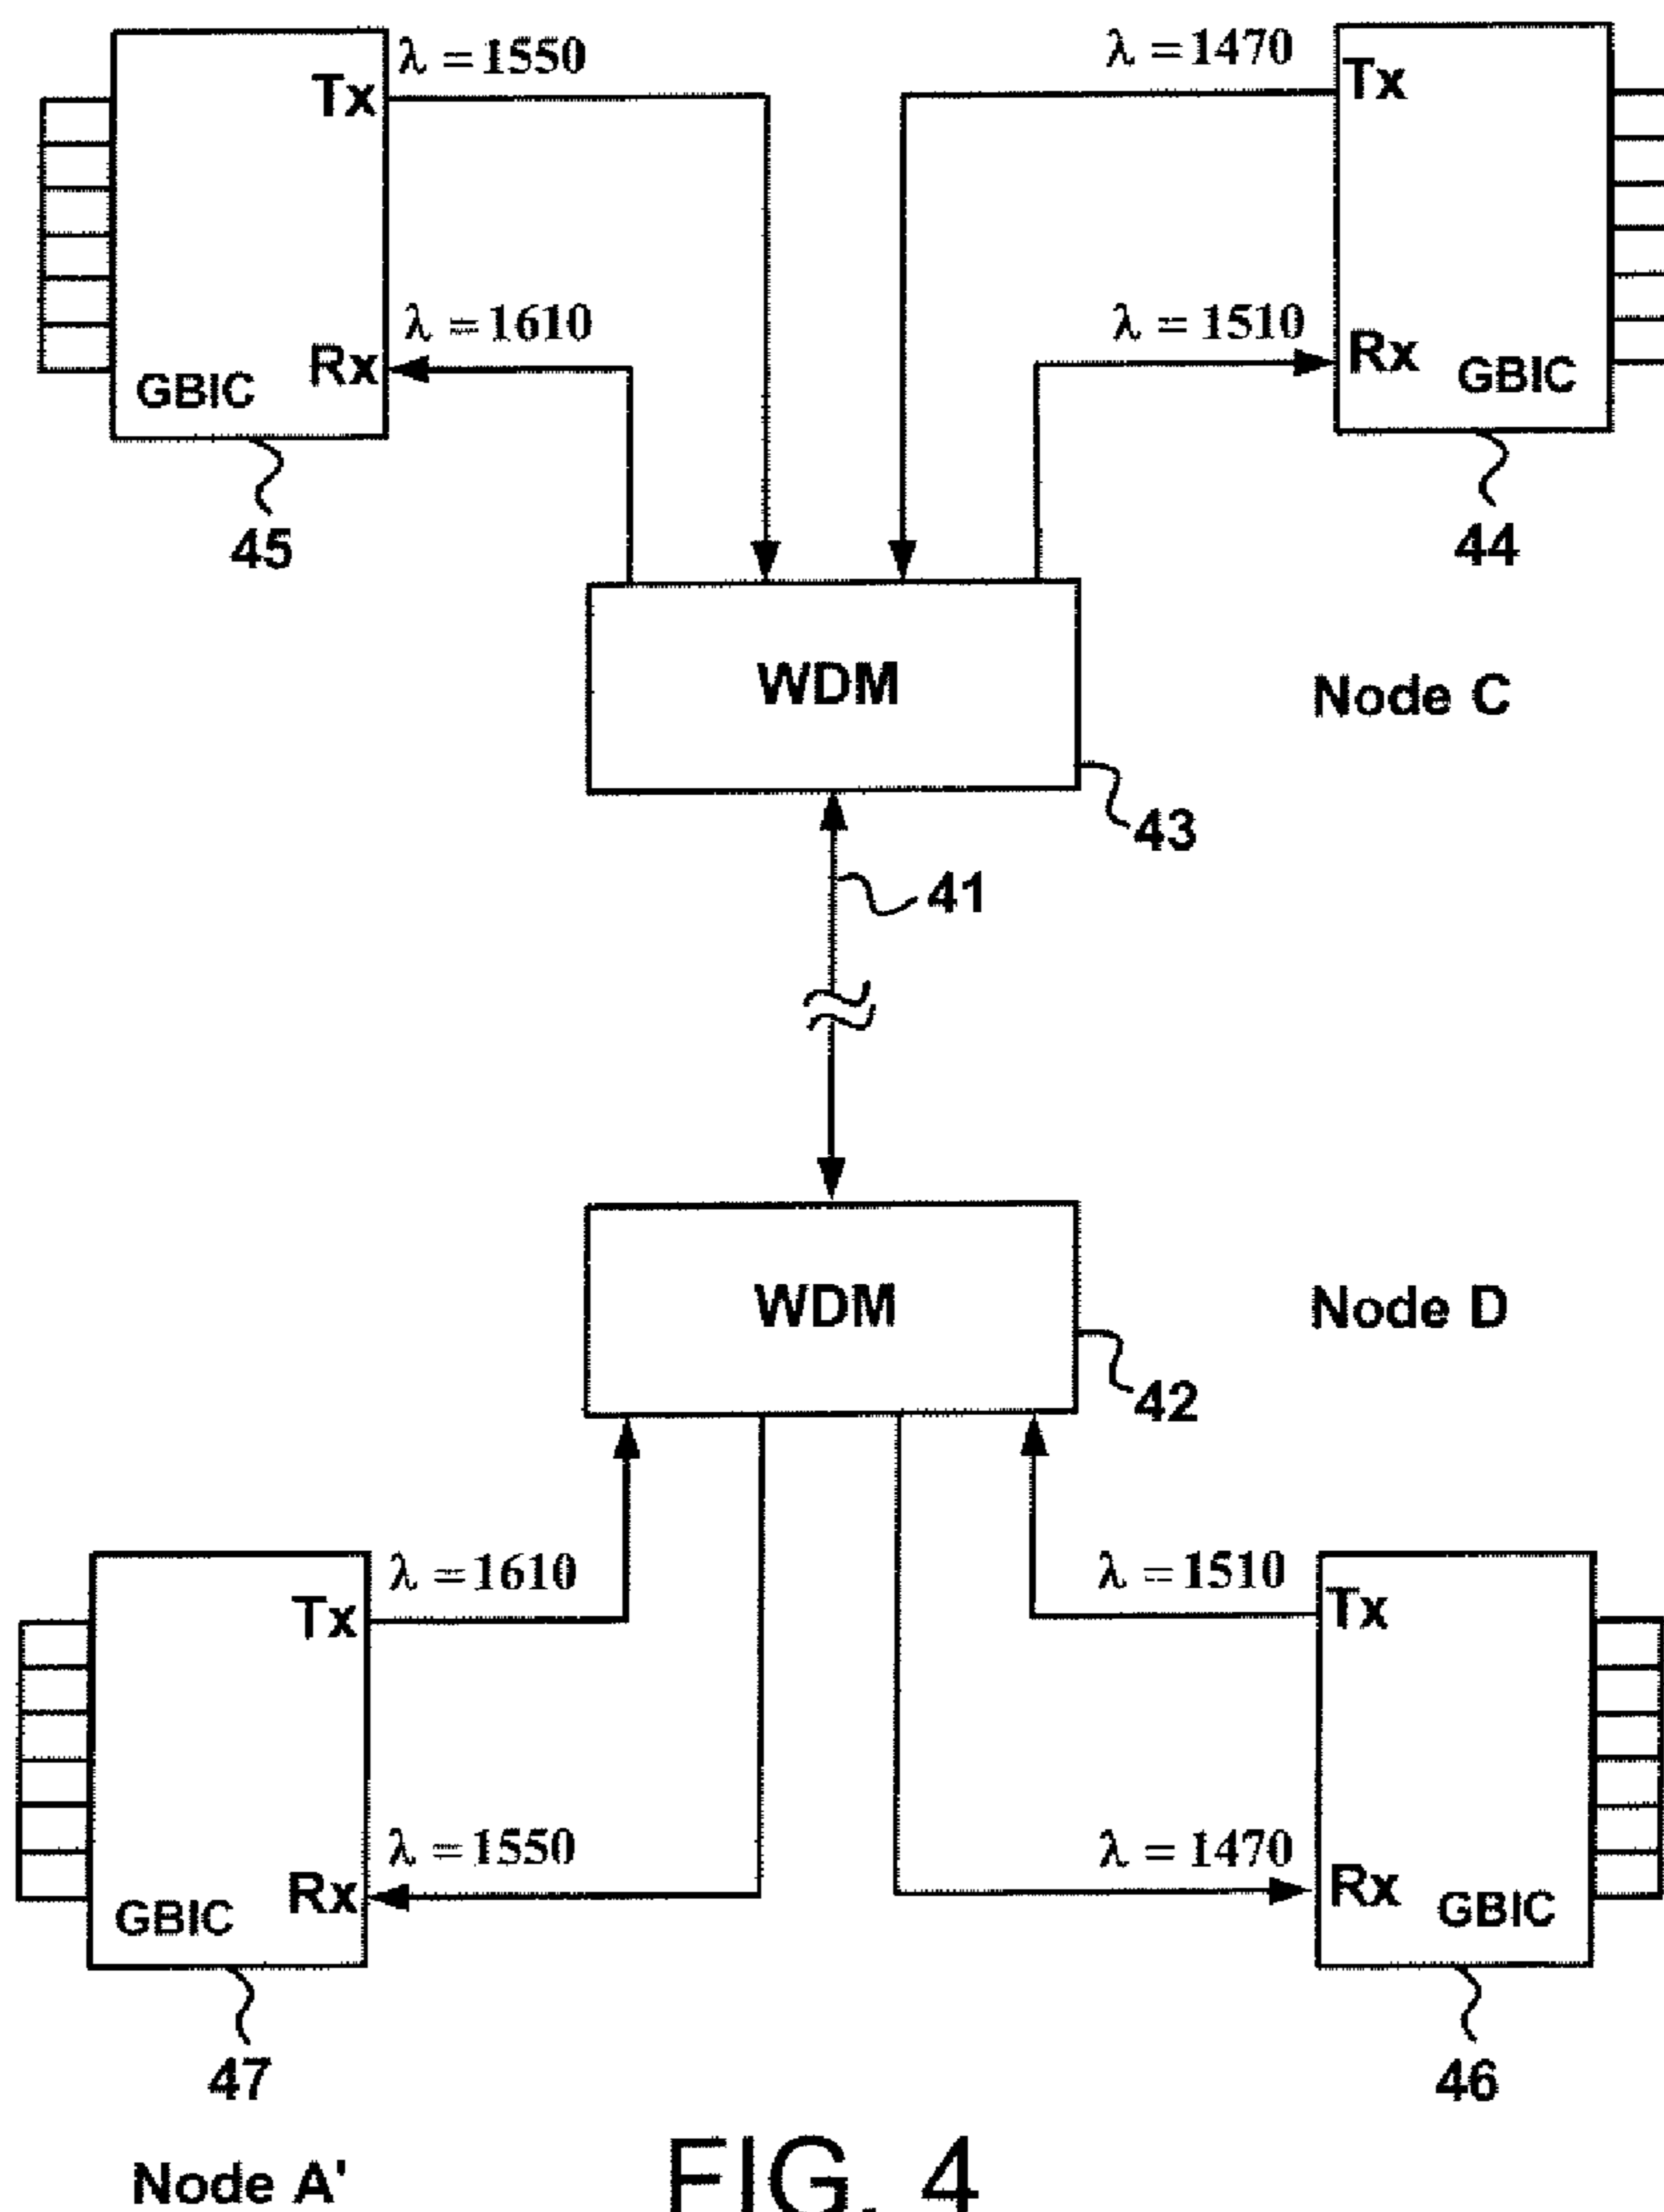 λ = 1550
λ = 1470
Tx
Tx
λ = 1610
λ = 1510
Rx
Rx
GBIC
GBIC
45
44
WDM
Node C
43
41
WDM
Node D
42
λ = 1610
λ = 1510
Tx
Tx
λ = 1550
λ = 1470
Rx
Rx
GBIC
GBIC
47
46
Node A'
FIG. 4